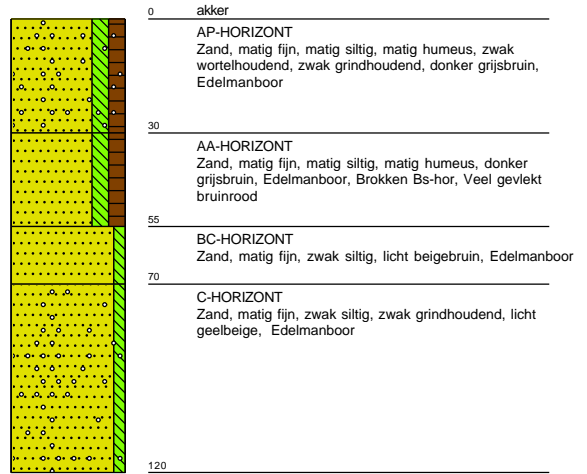 0 akker
AP-HORIZONT
Zand, matig fijn, matig siltig, matig humeus, zwak
wortelhoudend, zwak grindhoudend, donker grijsbruin,
Edelmanboor
30
AA-HORIZONT
Zand, matig fijn, matig siltig, matig humeus, donker
grijsbruin, Edelmanboor, Brokken Bs-hor, Veel gevlekt
bruinrood
55
BC-HORIZONT
Zand, matig fijn, zwak siltig, licht beigebruin, Edelmanboor
70
C-HORIZONT
Zand, matig fijn, zwak siltig, zwak grindhoudend, licht
geelbeige, Edelmanboor
120